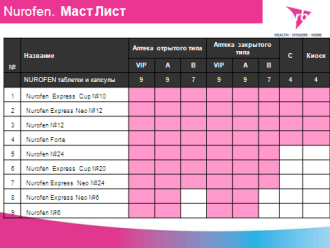 Nurofen. МастЛист
HEALTH • HYGIENE • HOME
№ Название Аптека отрытого типа Аптека закрытого типа С Киоск
VIP А В VIP А В
NUROFEN таблетки и капсулы 9 9 7 9 9 7 4 4
1 Nurofen Express Cup №10
2 Nurofen Express Neo №12
3 Nurofen №12
4 Nurofen Forte
5 Nurofen №24
6 Nurofen Express Cup №20
7 Nurofen Express Neo №24
8 Nurofen Express Neo №6
9 Nurofen №6